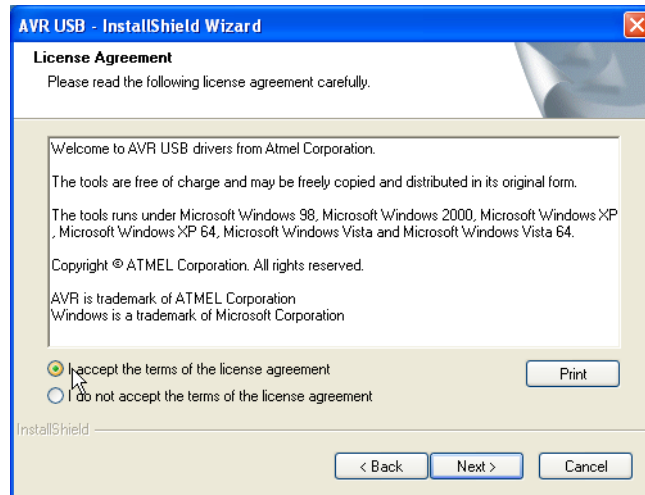 AVR USB - InstallShield Wizard
License Agreement
Please read the following license agreement carefully.
Welcome to AVR USB drivers from Atmel Corporation.
The tools are free of charge and may be freely copied and distributed in its original form.
The tools runs under Microsoft Windows 98, Microsoft Windows 2000, Microsoft Windows XP
, Microsoft Windows XP 64, Microsoft Windows Vista and Microsoft Windows Vista 64.
Copyright © ATMEL Corporation. All rights reserved.
AVR is trademark of ATMEL Corporation
Windows is a trademark of Microsoft Corporation
I accept the terms of the license agreement
Print
I do not accept the terms of the license agreement
InstallShield
< Back
Next >
Cancel